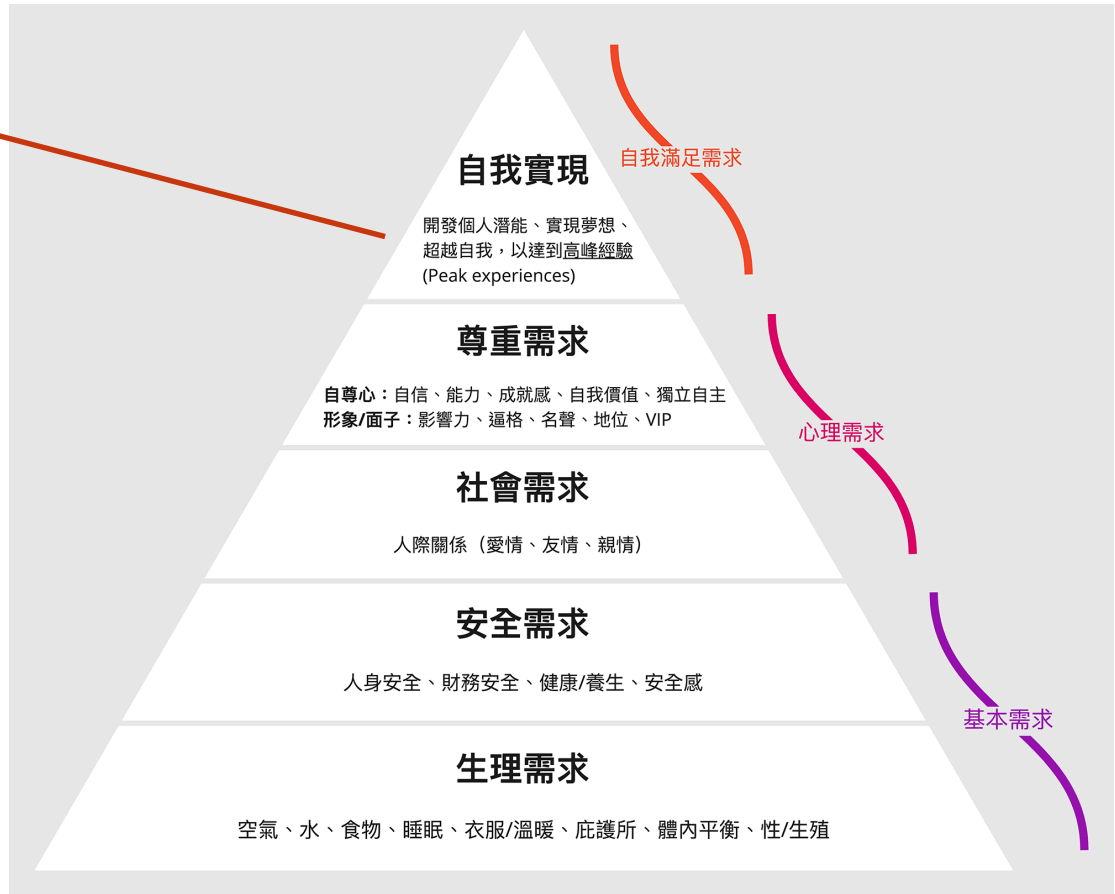 自我實現
自我滿足需求
開發個人潛能、實現夢想、
超越自我，以達到高峰經驗
(Peak experiences)
尊重需求
自尊心：自信、能力、成就感、自我價值、獨立自主
形象/面子：影響力、逼格、名聲、地位、VIP
心理需求
社會需求
人際關係（愛情、友情、親情）
安全需求
人身安全、財務安全、健康/養生、安全感
基本需求
生理需求
空氣、水、食物、睡眠、衣服/溫暖、庇護所、體內平衡、性/生殖